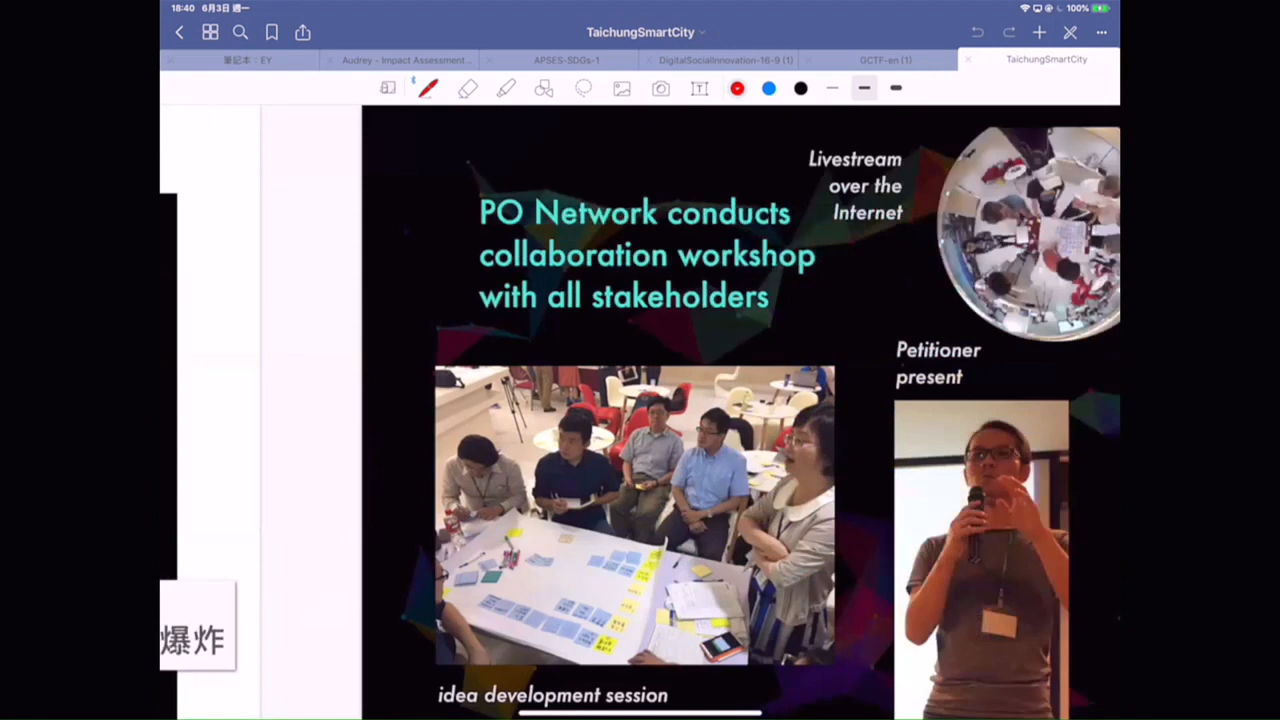 18:40 6月3日 週一
100%
TaichungSmartCity
筆記本：EY
Audrey - Impact Assessment...
APSES-SDGs-1
DigitalSocialInnovation-16-9 (1)
GCTF-en (1)
TaichungSmartCity
Livestream
over the
Internet
PO Network conducts
collaboration workshop
with all stakeholders
Petitioner
present
爆炸
idea development session